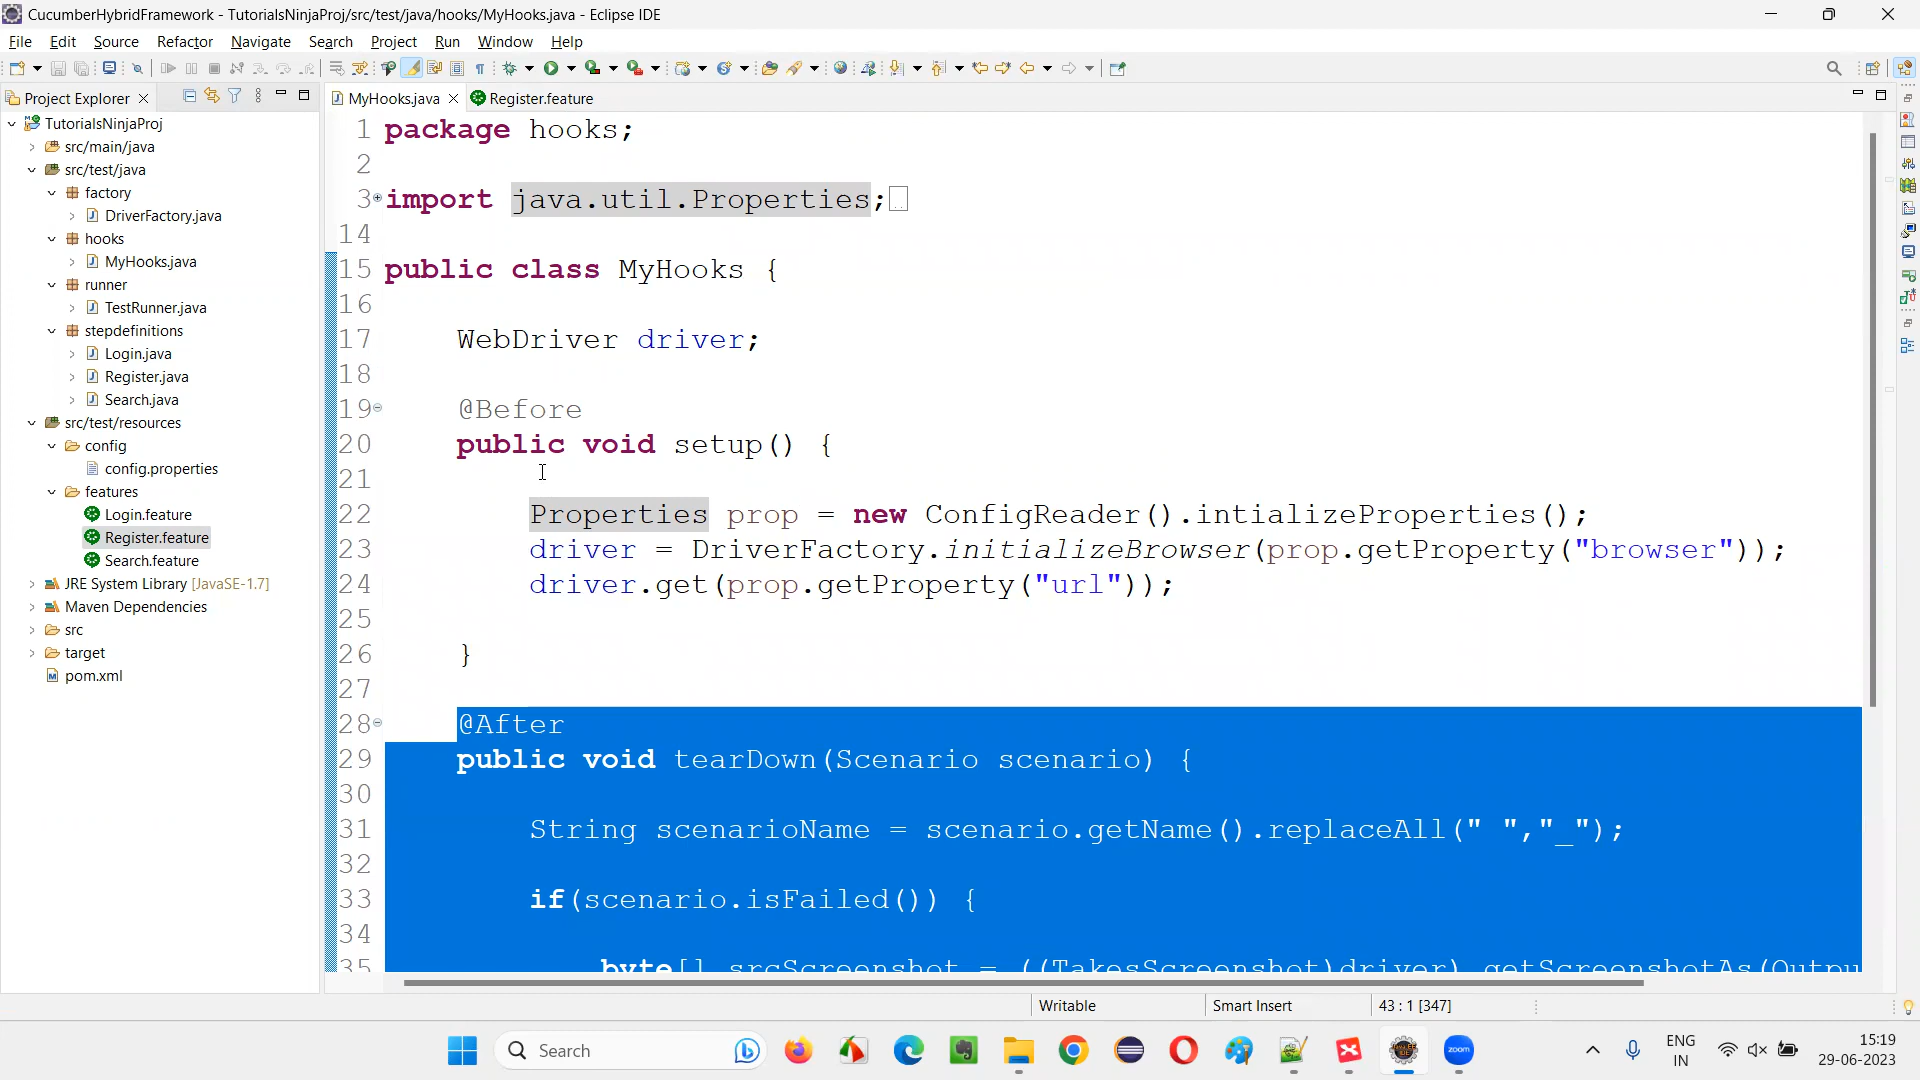 CucumberHybridFramework - TutorialsNinjaProj/src/test/java/hooks/MyHooks.java - Eclipse IDE
File Edit Source Refactor Navigate Search Project Run Window Help
Project Explorer
TutorialsNinjaProj
src/main/java
src/test/java
factory
DriverFactory.java
hooks
MyHooks.java
runner
TestRunner.java
stepdefinitions
Login.java
Register.java
Search.java
src/test/resources
config
config.properties
features
Login.feature
Register.feature
Search.feature
JRE System Library [JavaSE-1.7]
Maven Dependencies
src
target
pom.xml
MyHooks.java Register.feature
1 package hooks;
2
3 import java.util.Properties;
14
15 public class MyHooks {
16
17 WebDriver driver;
18
19 @Before
20 public void setup() {
21
22 Properties prop = new ConfigReader().intializeProperties();
23 driver = DriverFactory.initializeBrowser(prop.getProperty("browser"));
24 driver.get(prop.getProperty("url"));
25
26 }
27
28 @After
29 public void tearDown(Scenario scenario) {
30
31 String scenarioName = scenario.getName().replaceAll(" ","_");
32
33 if(scenario.isFailed()) {
34
35 byte[] srcScreenshot = ((TakesScreenshot)driver).getScreenshotAs(Outpu
Writable Smart Insert 43 : 1 [347]
Search
zoom
ENG
IN
15:19
29-06-2023